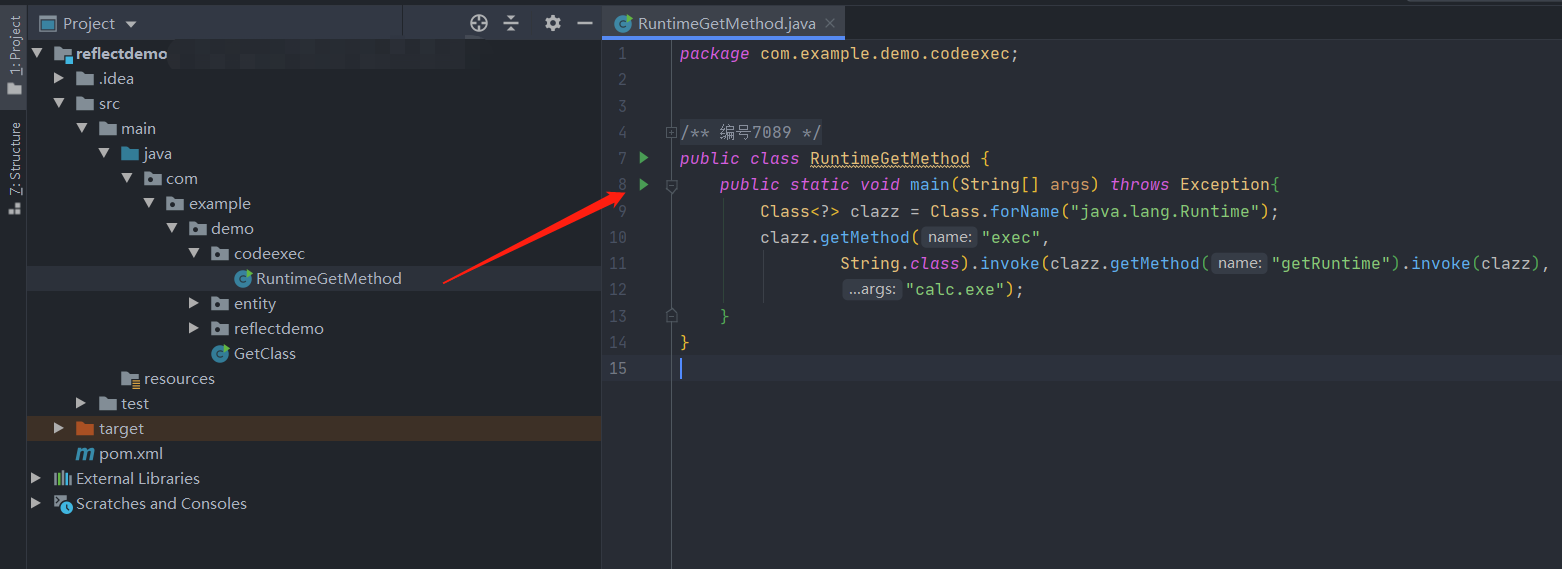 Project
RuntimeGetMethod.java
1: Project
Z: Structure
reflectdemo
.idea
src
main
java
com
example
demo
codeexec
RuntimeGetMethod
entity
reflectdemo
GetClass
resources
test
target
pom.xml
External Libraries
Scratches and Consoles
1 package com.example.demo.codeexec;
2
3
4 /** 编号7089 */
7 public class RuntimeGetMethod {
8 public static void main(String[] args) throws Exception{
9 Class<?> clazz = Class.forName("java.lang.Runtime");
10 clazz.getMethod( name: "exec",
11 String.class).invoke(clazz.getMethod( name: "getRuntime").invoke(clazz),
12 ...args: "calc.exe");
13 }
14 }
15